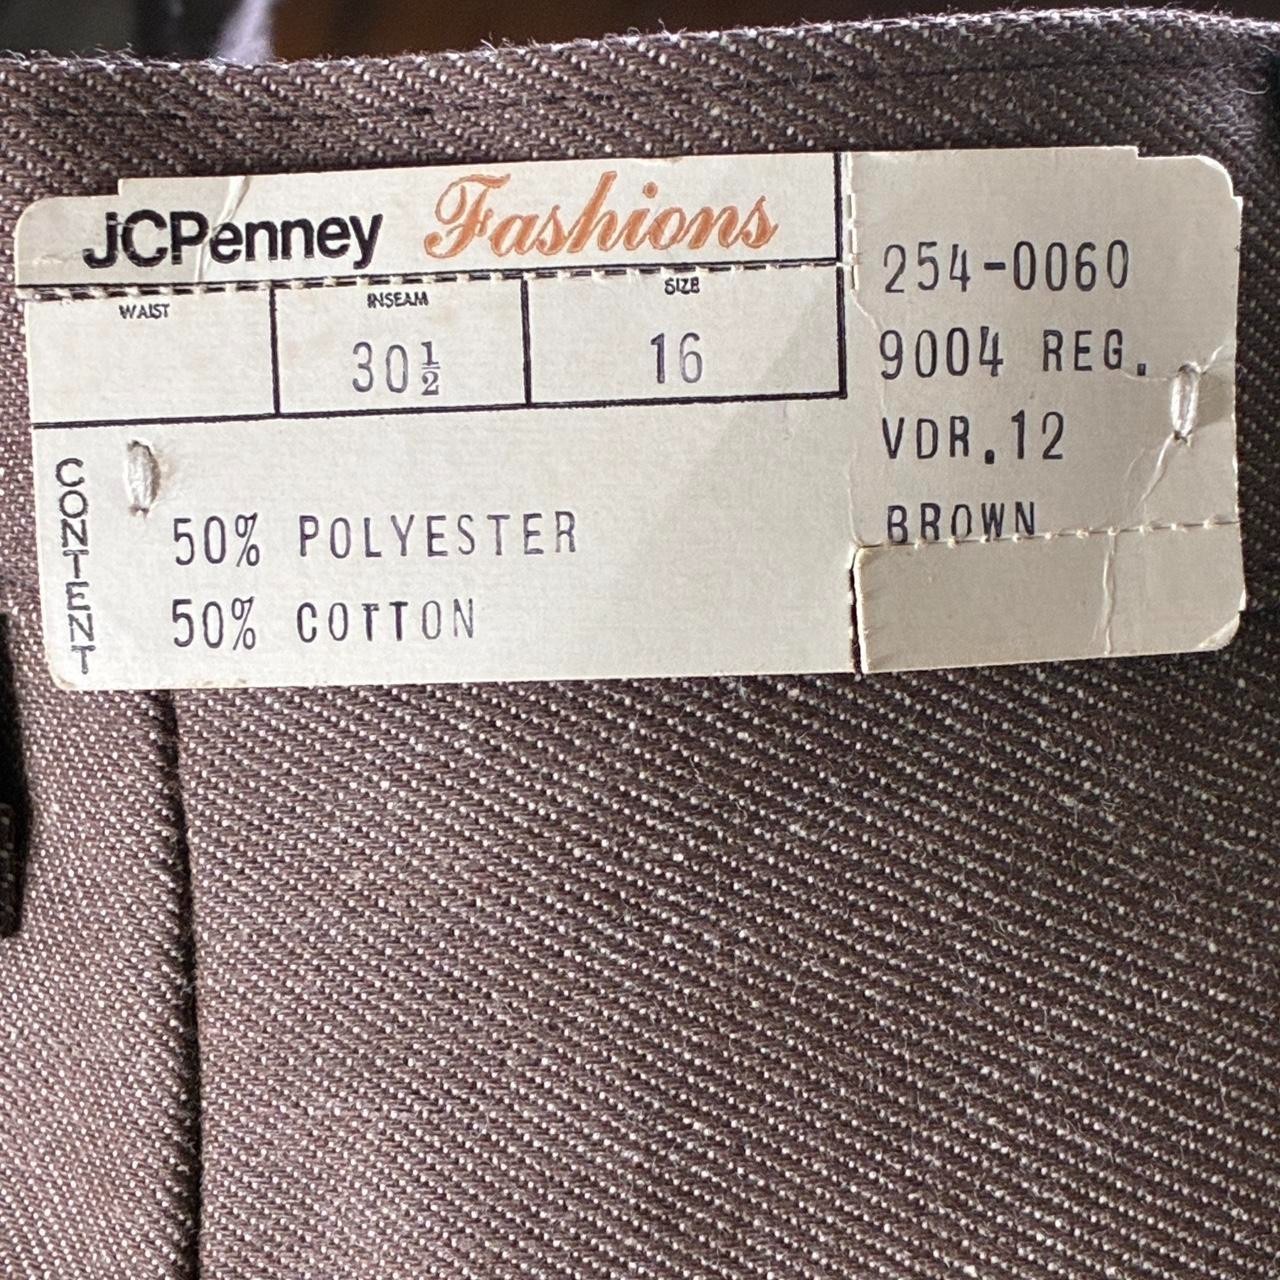 JCPenney Fashions
WAIST INSEAM SIZE
30½ 16
CONTENT
50% POLYESTER
50% COTTON
254-0060
9004 REG.
VDR.12
BROWN